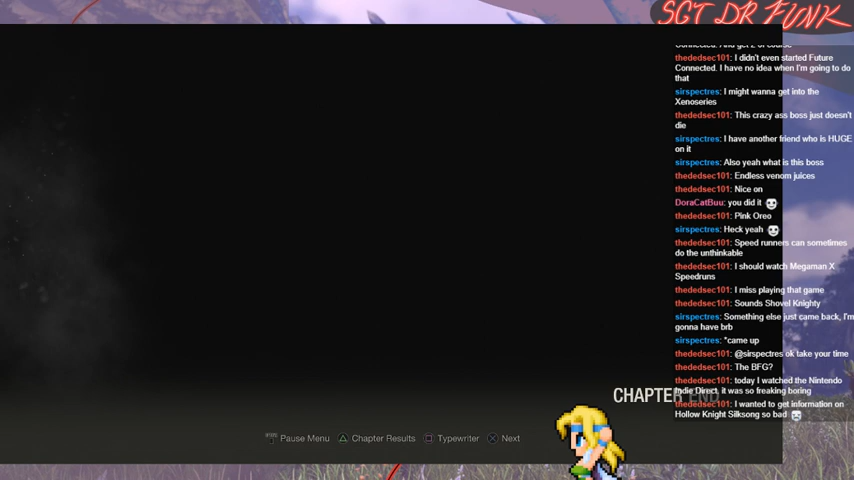 SGT DR FUNK
Connected. And get 2 of course
thededsec101: I didn't even started Future
Connected. I have no idea when I'm going to do
that
sirspectres: I might wanna get into the
Xenoseries
thededsec101: This crazy ass boss just doesn't
die
sirspectres: I have another friend who is HUGE
on it
sirspectres: Also yeah what is this boss
thededsec101: Endless venom juices
thededsec101: Nice on
DoraCatBuu: you did it
thededsec101: Pink Oreo
sirspectres: Heck yeah
thededsec101: Speed runners can sometimes
do the unthinkable
thededsec101: I should watch Megaman X
Speedruns
thededsec101: I miss playing that game
thededsec101: Sounds Shovel Knighty
sirspectres: Something else just came back, I'm
gonna have brb
sirspectres: *came up
thededsec101: @sirspectres ok take your time
thededsec101: The BFG?
thededsec101: today I watched the Nintendo
Indie Direct, it was so freaking boring
thededsec101: I wanted to get information on
Hollow Knight Silksong so bad
CHAPTER END
Pause Menu Chapter Results Typewriter Next